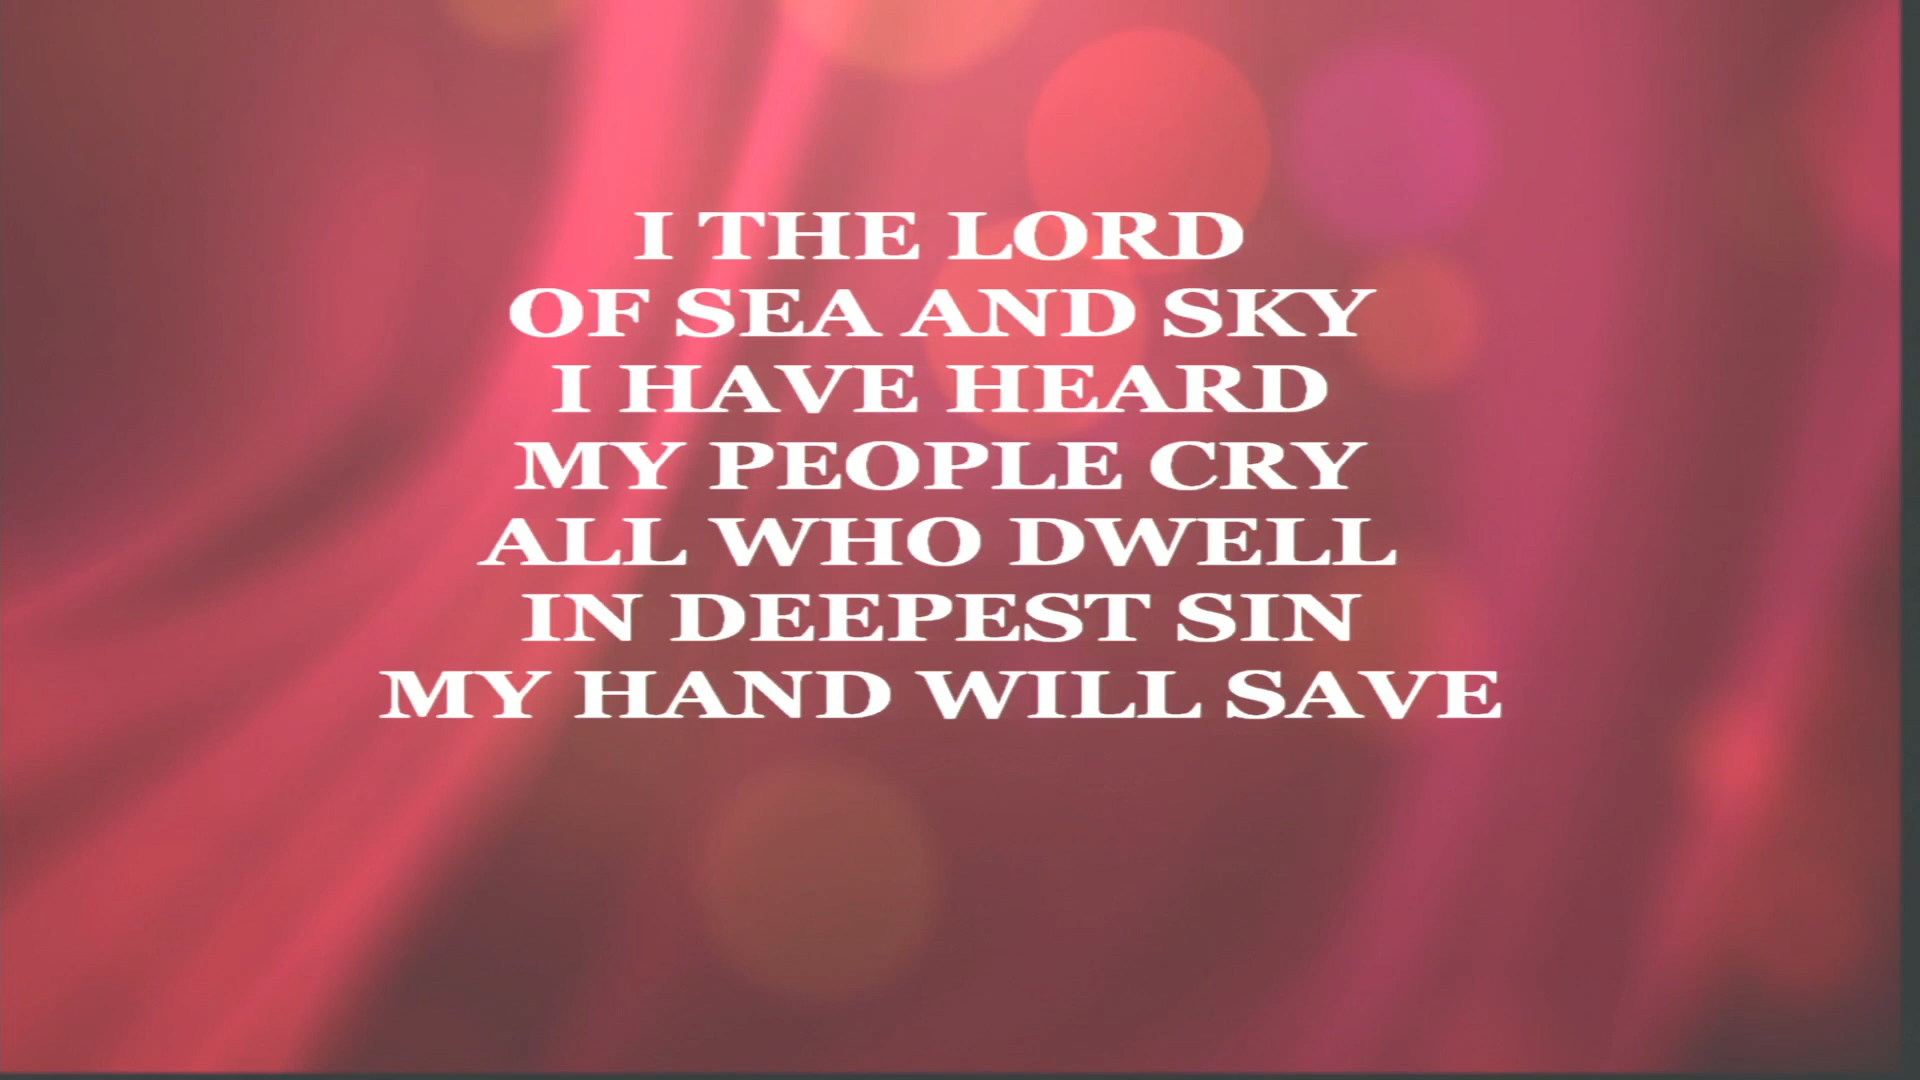 I THE LORD
OF SEA AND SKY
I HAVE HEARD
MY PEOPLE CRY
ALL WHO DWELL
IN DEEPEST SIN
MY HAND WILL SAVE